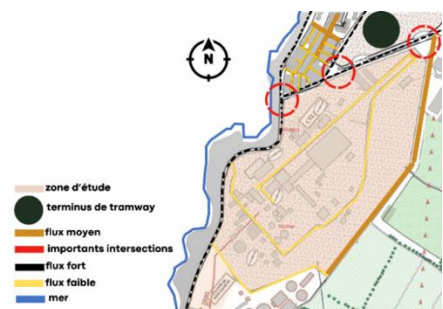 N
zone d'étude
terminus de tramway
flux moyen
importants intersections
flux fort
flux faible
mer